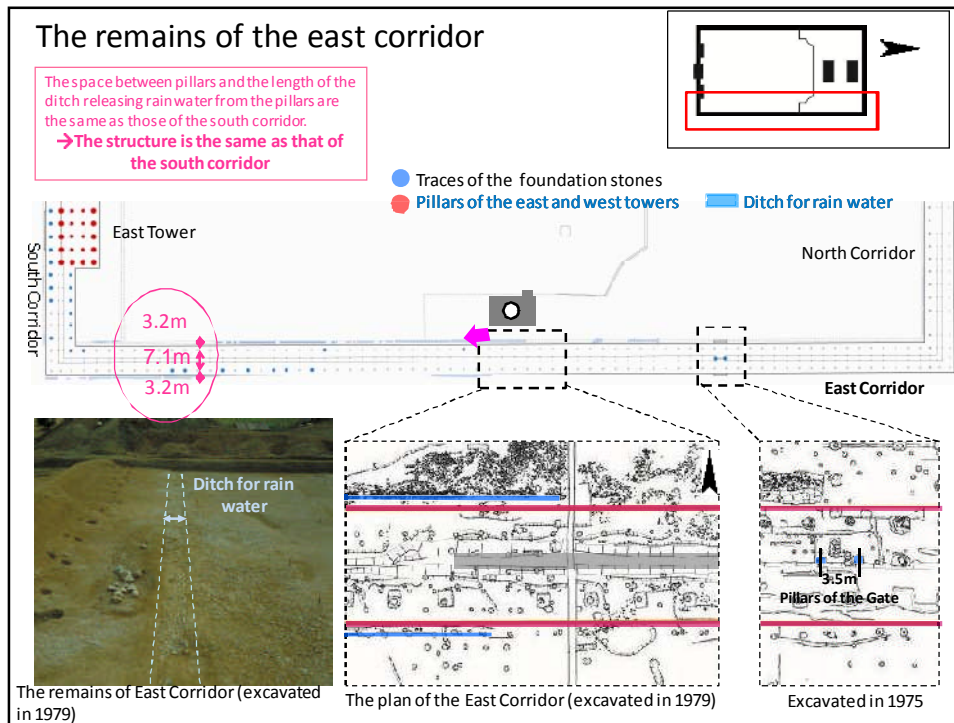 The remains of the east corridor
The space between pillars and the length of the
ditch releasing rain water from the pillars are
the same as those of the south corridor.
→The structure is the same as that of
the south corridor
Traces of the foundation stones
Pillars of the east and west towers
Ditch for rain water
East Tower
South Corridor
North Corridor
3.2m
7.1m
3.2m
East Corridor
Ditch for rain
water
3.5m
Pillars of the Gate
The remains of East Corridor (excavated
in 1979)
The plan of the East Corridor (excavated in 1979)
Excavated in 1975